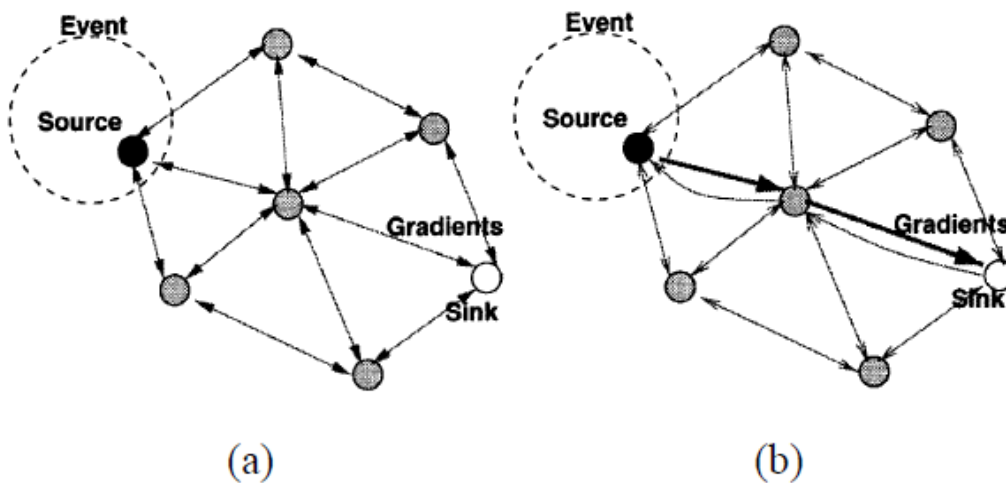 Event
Source
Gradients
Sink
(a)
Event
Source
Gradients
Sink
(b)